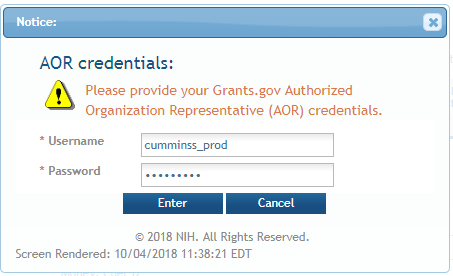 Notice:
AOR credentials:
Please provide your Grants.gov Authorized
Organization Representative (AOR) credentials.
* Username
cumminss_prod
* Password
•••••••••
Enter Cancel
© 2018 NIH. All Rights Reserved.
Screen Rendered: 10/04/2018 11:38:21 EDT